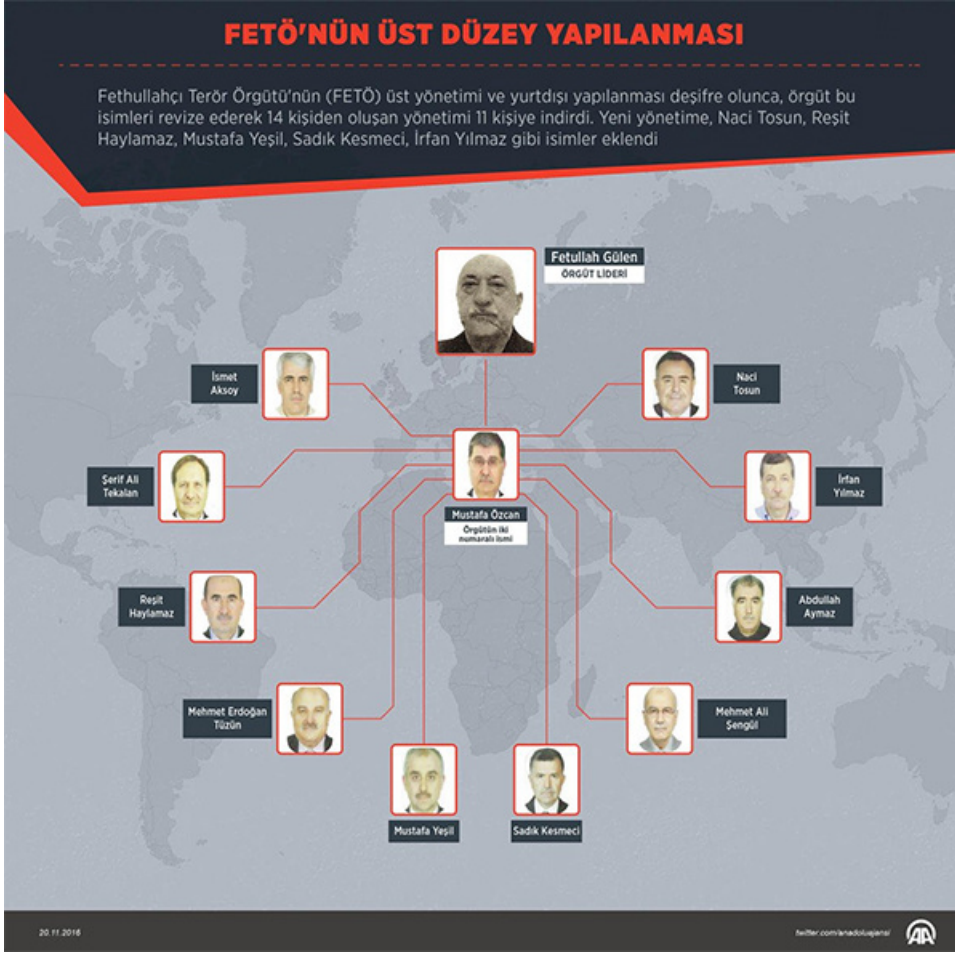 FETÖ'NÜN ÜST DÜZEY YAPILANMASI
Fethullahçı Terör Örgütü'nün (FETÖ) üst yönetimi ve yurtdışı yapılanması deşifre olunca, örgüt bu
isimleri revize ederek 14 kişiden oluşan yönetimi 11 kişiye indirdi. Yeni yönetime, Naci Tosun, Reşit
Haylamaz, Mustafa Yeşil, Sadık Kesmeci, İrfan Yılmaz gibi isimler eklendi
Fetullah Gülen
ÖRGÜT LİDERİ
İsmet
Aksoy
Naci
Tosun
Şerif Ali
Tekalan
İrfan
Yılmaz
Mustafa Özcan
Örgütün iki
numaralı ismi
Reşit
Haylamaz
Abdullah
Aymaz
Mehmet Erdoğan
Tüzün
Mehmet Ali
Şengül
Mustafa Yeşil
Sadık Kesmeci
20.11.2016
twitter.com/anadoluajansi
AA